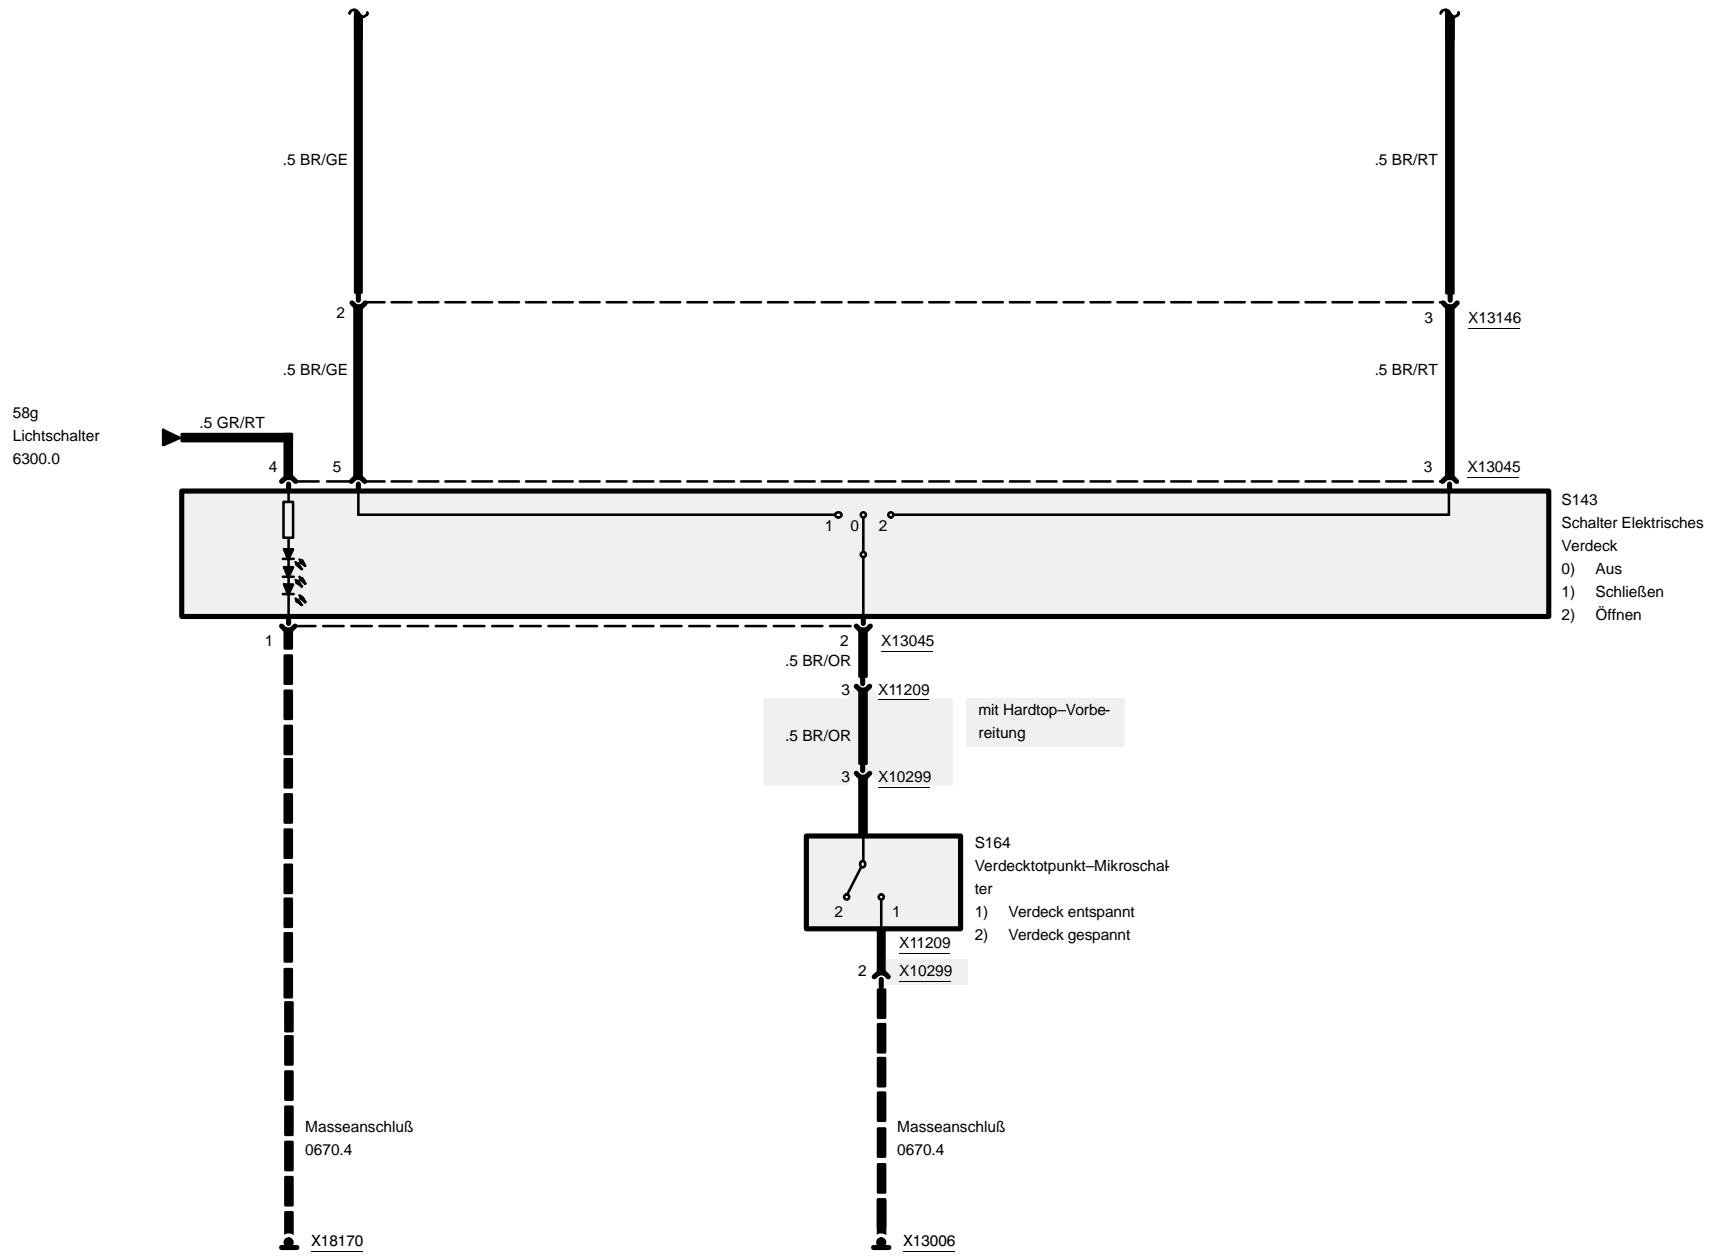 .5 BR/GE
.5 BR/RT
2
3
X13146
.5 BR/GE
.5 BR/RT
58g
Lichtschalter
6300.0
.5 GR/RT
4
5
3
X13045
S143
Schalter Elektrisches
Verdeck
0) Aus
1) Schließen
2) Öffnen
1
0
2
1
2
X13045
.5 BR/OR
3
X11209
mit Hardtop–Vorbe-
reitung
.5 BR/OR
3
X10299
S164
Verdecktotpunkt–Mikroschal-
ter
1) Verdeck entspannt
2) Verdeck gespannt
2
1
X11209
2
X10299
Masseanschluß
0670.4
Masseanschluß
0670.4
X18170
X13006